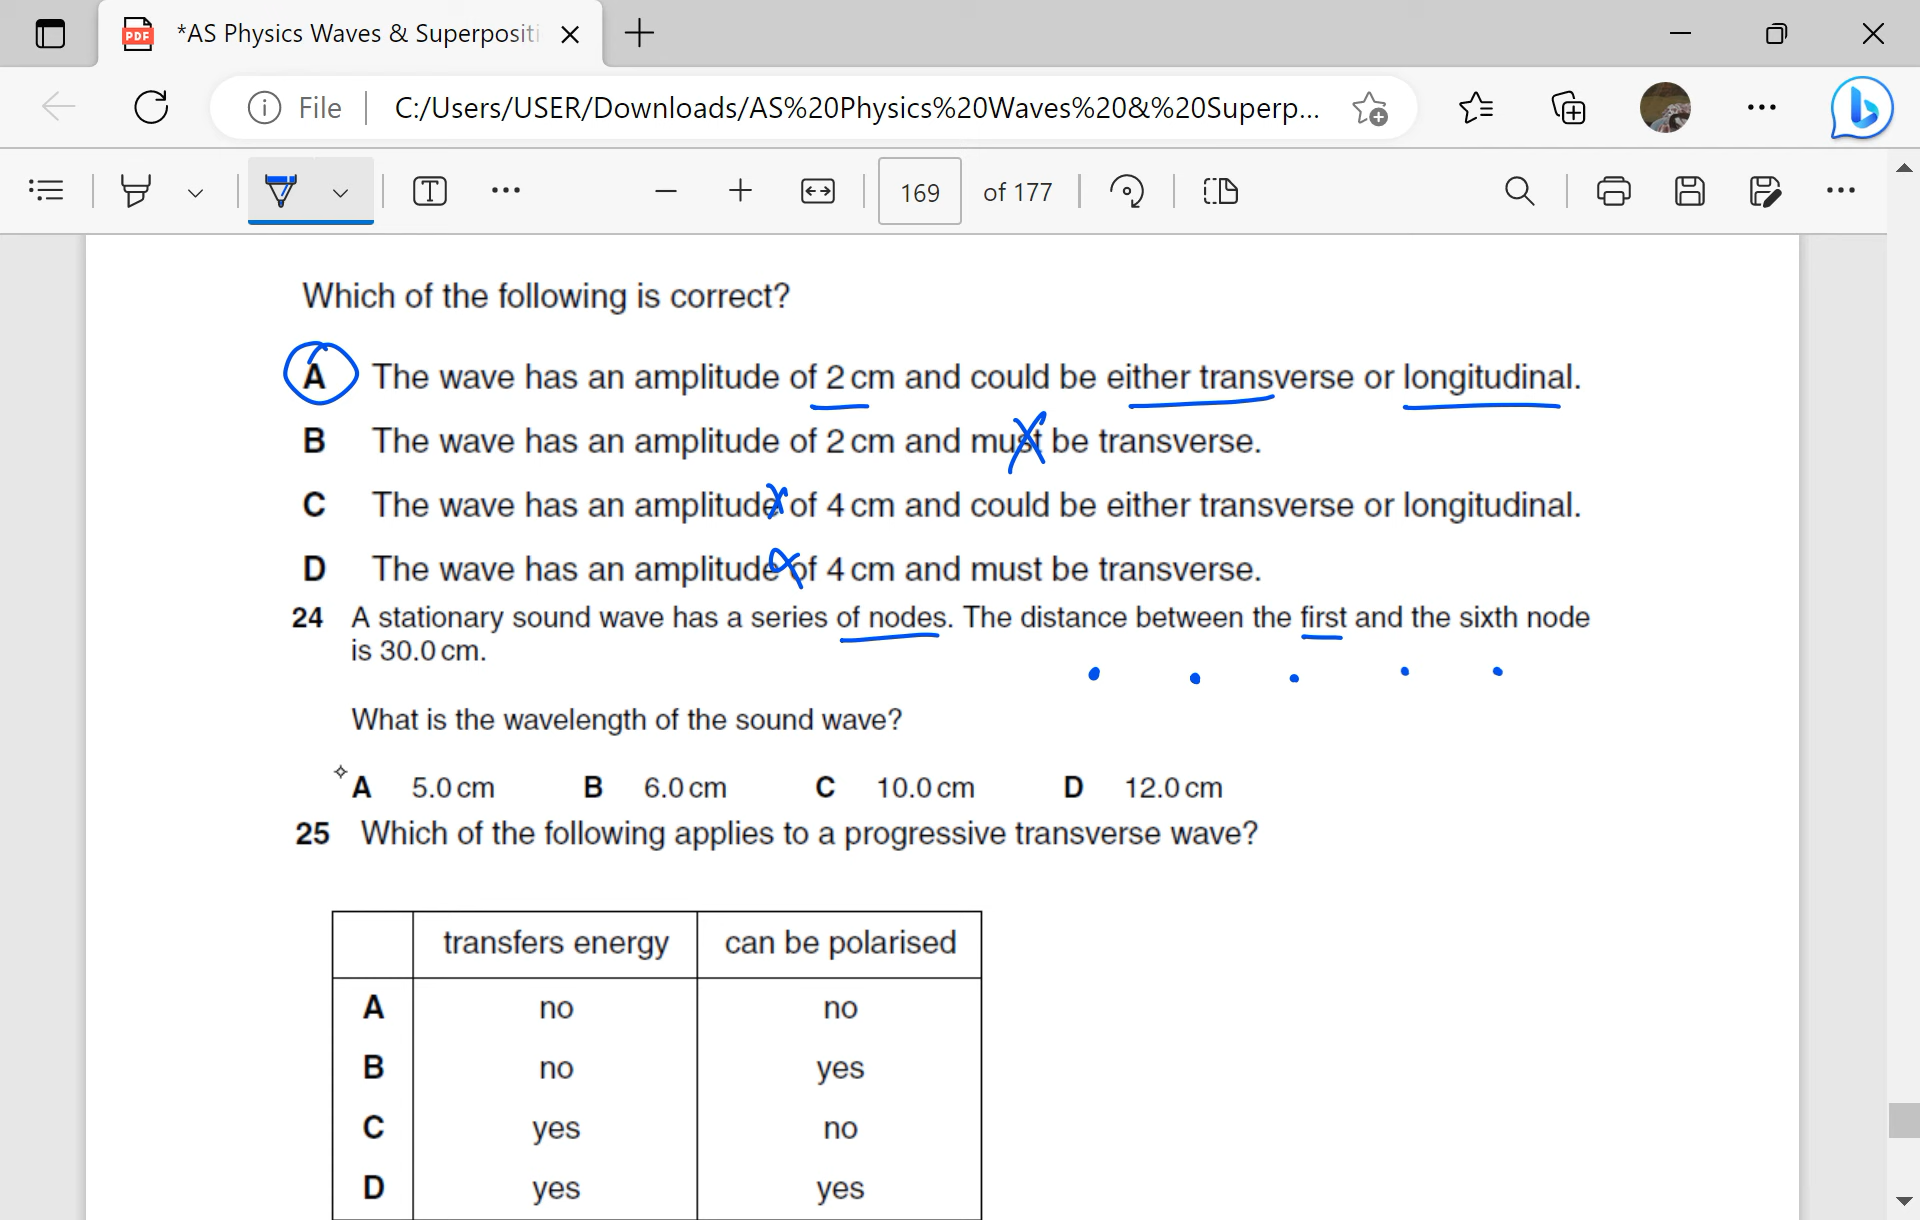 *AS Physics Waves & Superpositi
File
C:/Users/USER/Downloads/AS%20Physics%20Waves%20&%20Superp...
169 of 177
Which of the following is correct?
A The wave has an amplitude of 2 cm and could be either transverse or longitudinal.
B The wave has an amplitude of 2 cm and must be transverse.
C The wave has an amplitude of 4 cm and could be either transverse or longitudinal.
D The wave has an amplitude of 4 cm and must be transverse.
24 A stationary sound wave has a series of nodes. The distance between the first and the sixth node
is 30.0 cm.
What is the wavelength of the sound wave?
A 5.0 cm B 6.0 cm C 10.0 cm D 12.0 cm
25 Which of the following applies to a progressive transverse wave?
transfers energy can be polarised
A no no
B no yes
C yes no
D yes yes